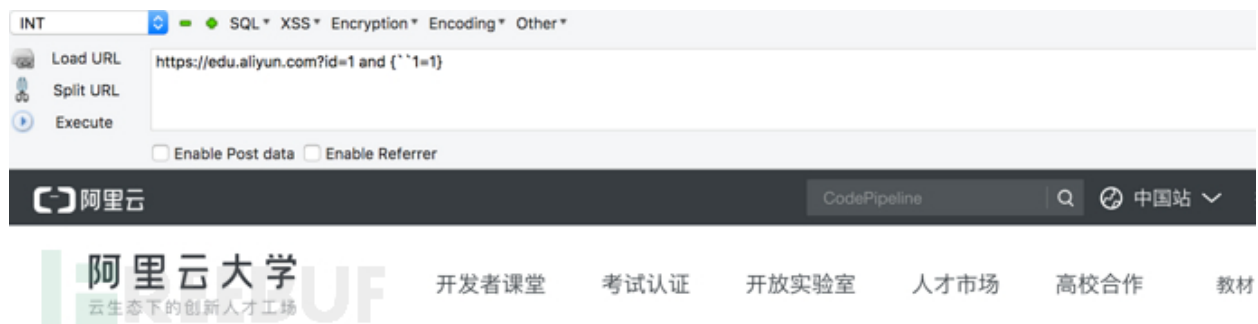 INT SQL XSS Encryption Encoding Other
Load URL https://edu.aliyun.com?id=1 and {``1=1}
Split URL
Execute
Enable Post data Enable Referrer
阿里云 CodePipeline 中国站
阿里云大学 开发者课堂 考试认证 开放实验室 人才市场 高校合作 教材
云生态下的创新人才工场